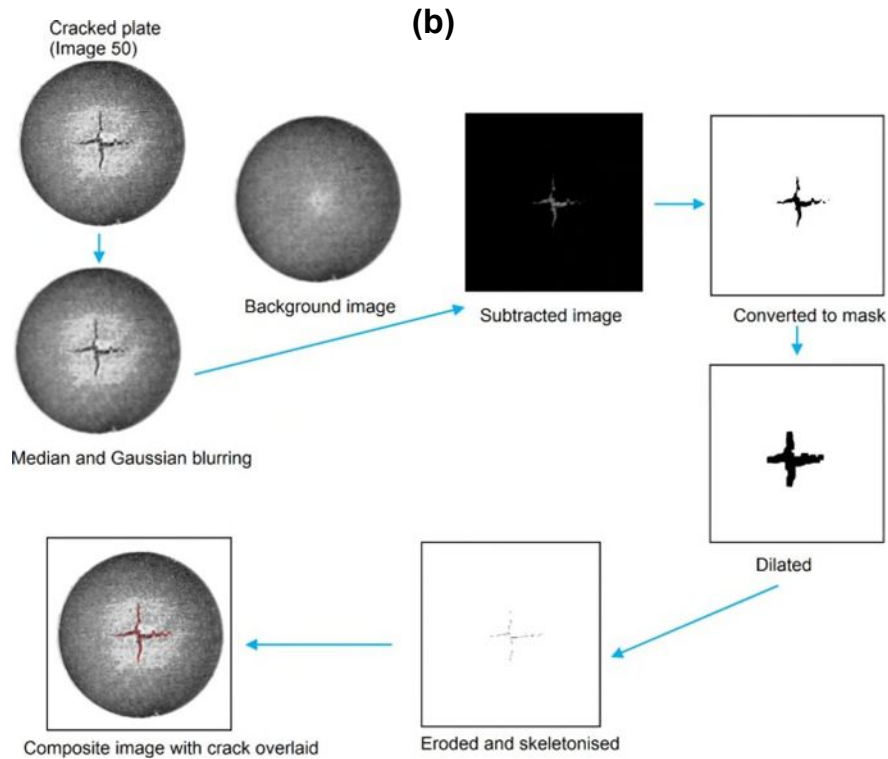 (b)
Cracked plate
(Image 50)
Background image
Median and Gaussian blurring
Subtracted image
Converted to mask
Dilated
Eroded and skeletonised
Composite image with crack overlaid